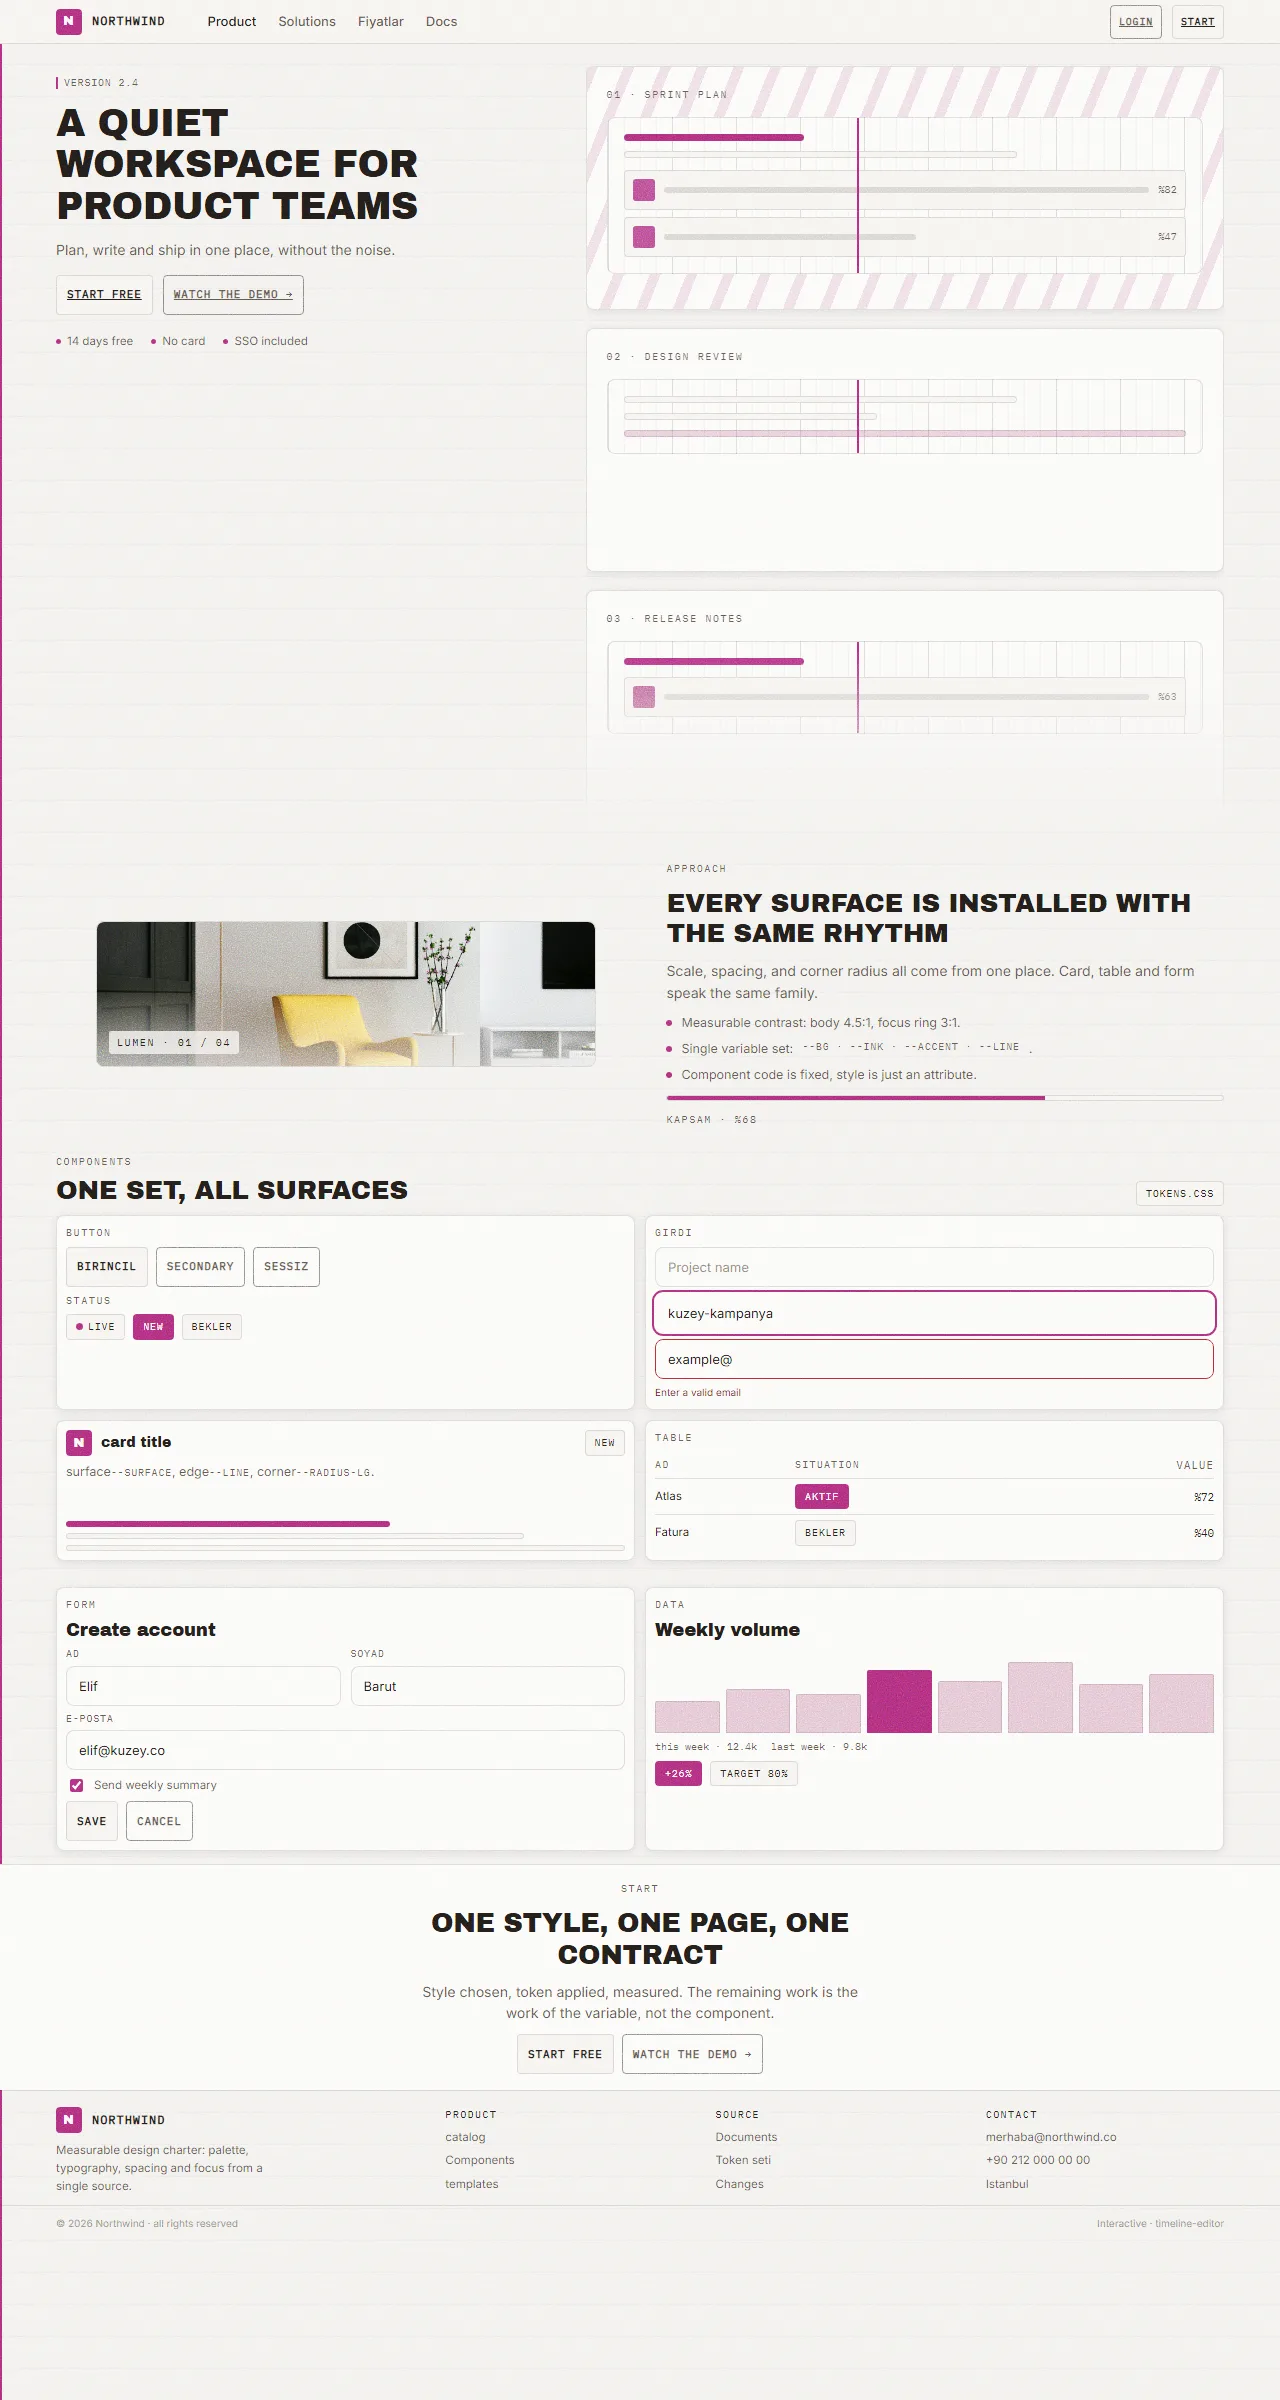 N NORTHWIND Product Solutions Fiyatlar Docs LOGIN START
VERSION 2.4
A QUIET
WORKSPACE FOR
PRODUCT TEAMS
Plan, write and ship in one place, without the noise.
START FREE WATCH THE DEMO →
14 days free No card SSO included
01 · SPRINT PLAN
%82
%47
02 · DESIGN REVIEW
03 · RELEASE NOTES
%63
LUMEN · 01 / 04
APPROACH
EVERY SURFACE IS INSTALLED WITH
THE SAME RHYTHM
Scale, spacing, and corner radius all come from one place. Card, table and form
speak the same family.
Measurable contrast: body 4.5:1, focus ring 3:1.
Single variable set: --BG · --INK · --ACCENT · --LINE .
Component code is fixed, style is just an attribute.
KAPSAM · %68
COMPONENTS
ONE SET, ALL SURFACES
TOKENS.CSS
BUTTON
BIRINCIL SECONDARY SESSIZ
STATUS
LIVE NEW BEKLER
GIRDI
Project name
kuzey-kampanya
example@
Enter a valid email
N card title NEW
surface--SURFACE, edge--LINE, corner--RADIUS-LG.
TABLE
AD SITUATION VALUE
Atlas AKTIF %72
Fatura BEKLER %40
FORM
Create account
AD SOYAD
Elif Barut
E-POSTA
elif@kuzey.co
Send weekly summary
SAVE CANCEL
DATA
Weekly volume
this week · 12.4k last week · 9.8k
+26% TARGET 80%
START
ONE STYLE, ONE PAGE, ONE
CONTRACT
Style chosen, token applied, measured. The remaining work is the
work of the variable, not the component.
START FREE WATCH THE DEMO →
N NORTHWIND
Measurable design charter: palette,
typography, spacing and focus from a
single source.
PRODUCT
catalog
Components
templates
SOURCE
Documents
Token seti
Changes
CONTACT
merhaba@northwind.co
+90 212 000 00 00
Istanbul
© 2026 Northwind · all rights reserved
Interactive · timeline-editor